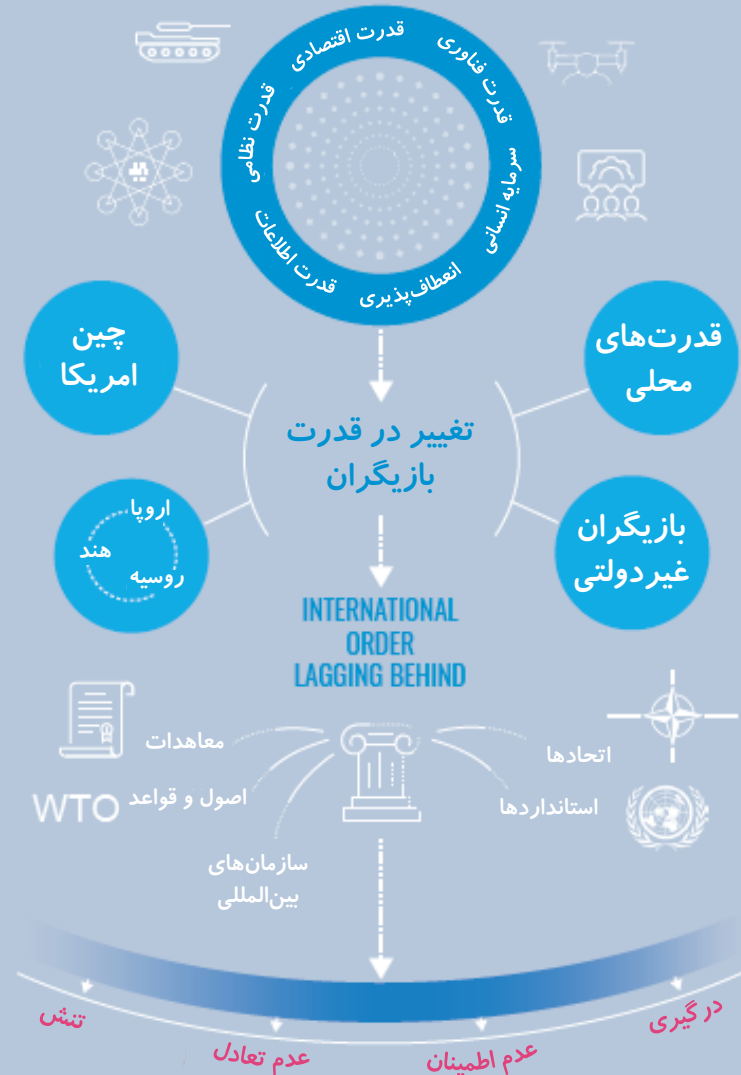 قدرت اقتصادی
قدرت فناوری
سرمایه انسانی
انعطاف‌پذیری
قدرت اطلاعات
قدرت نظامی
قدرت‌های
محلی
چین
امریکا
تغییر در قدرت
بازیگران
بازیگران
غیردولتی
اروپا
هند
روسیه
INTERNATIONAL
ORDER
LAGGING BEHIND
اتحادها
معاهدات
استانداردها
اصول و قواعد
WTO
سازمان‌های
بین‌المللی
درگیری
عدم اطمینان
عدم تعادل
تنش